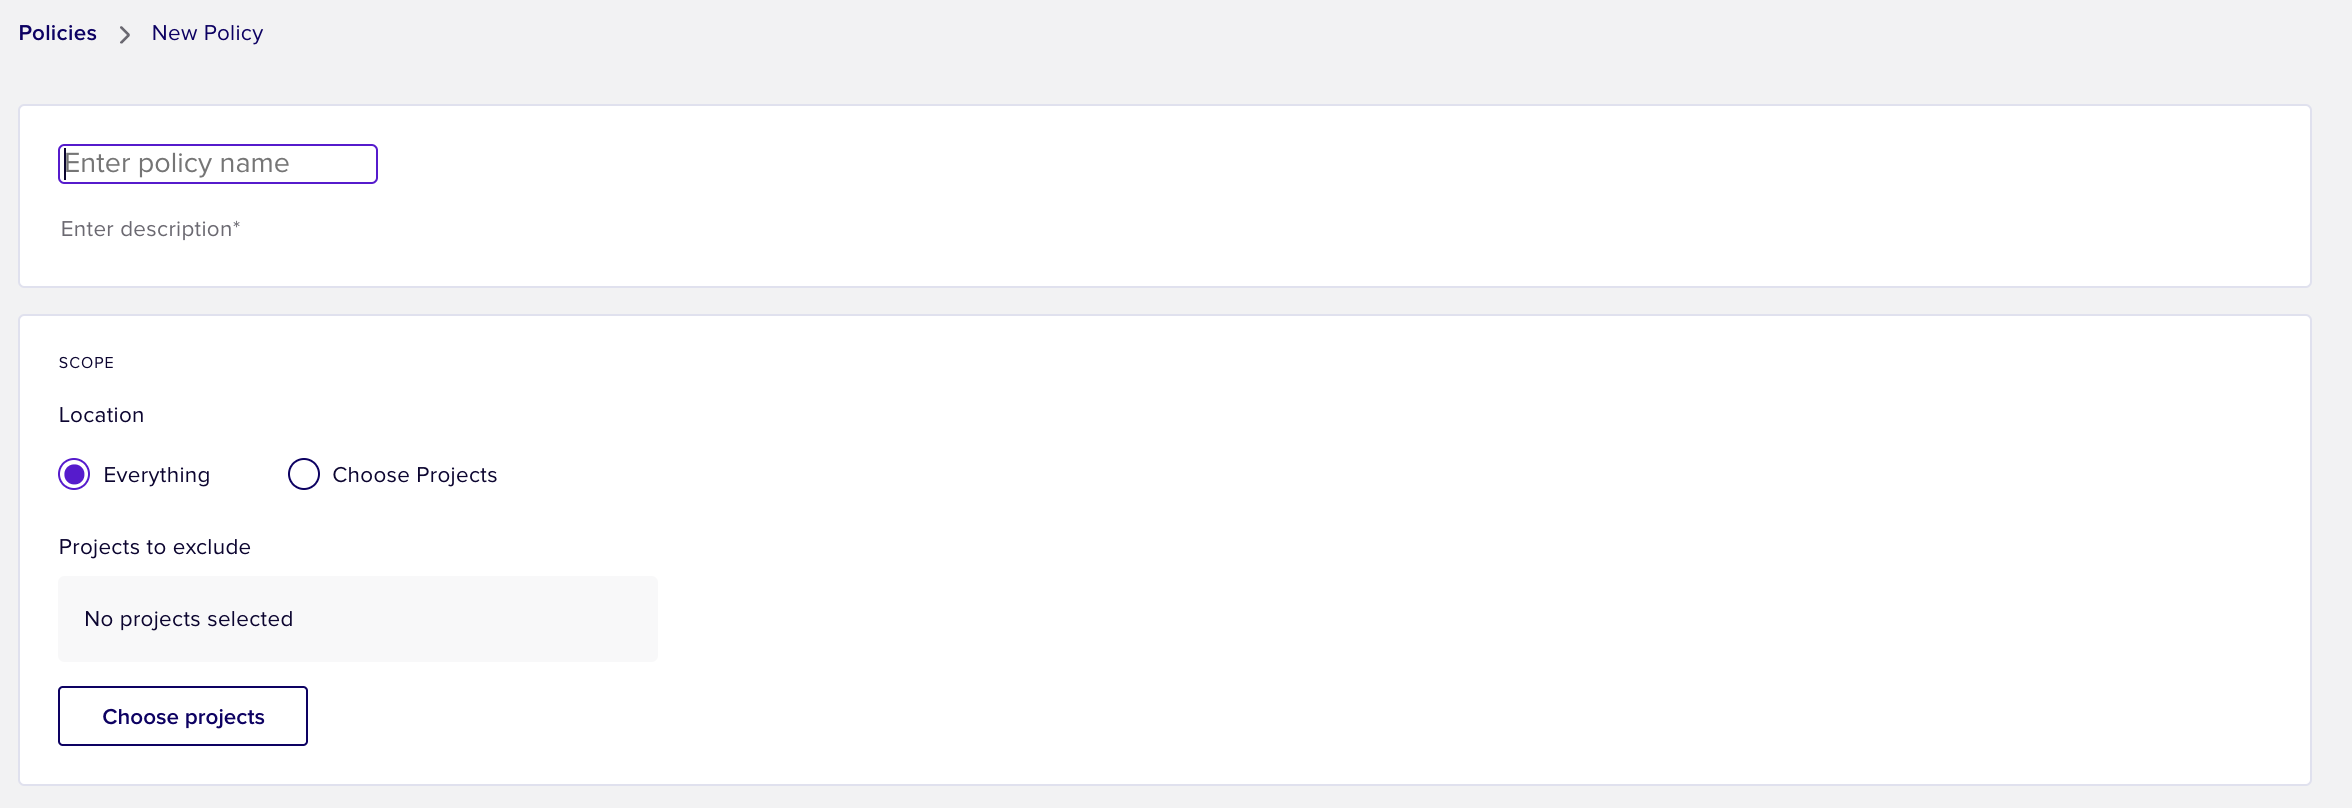 Policies > New Policy
Enter policy name
Enter description*
SCOPE
Location
Everything Choose Projects
Projects to exclude
No projects selected
Choose projects